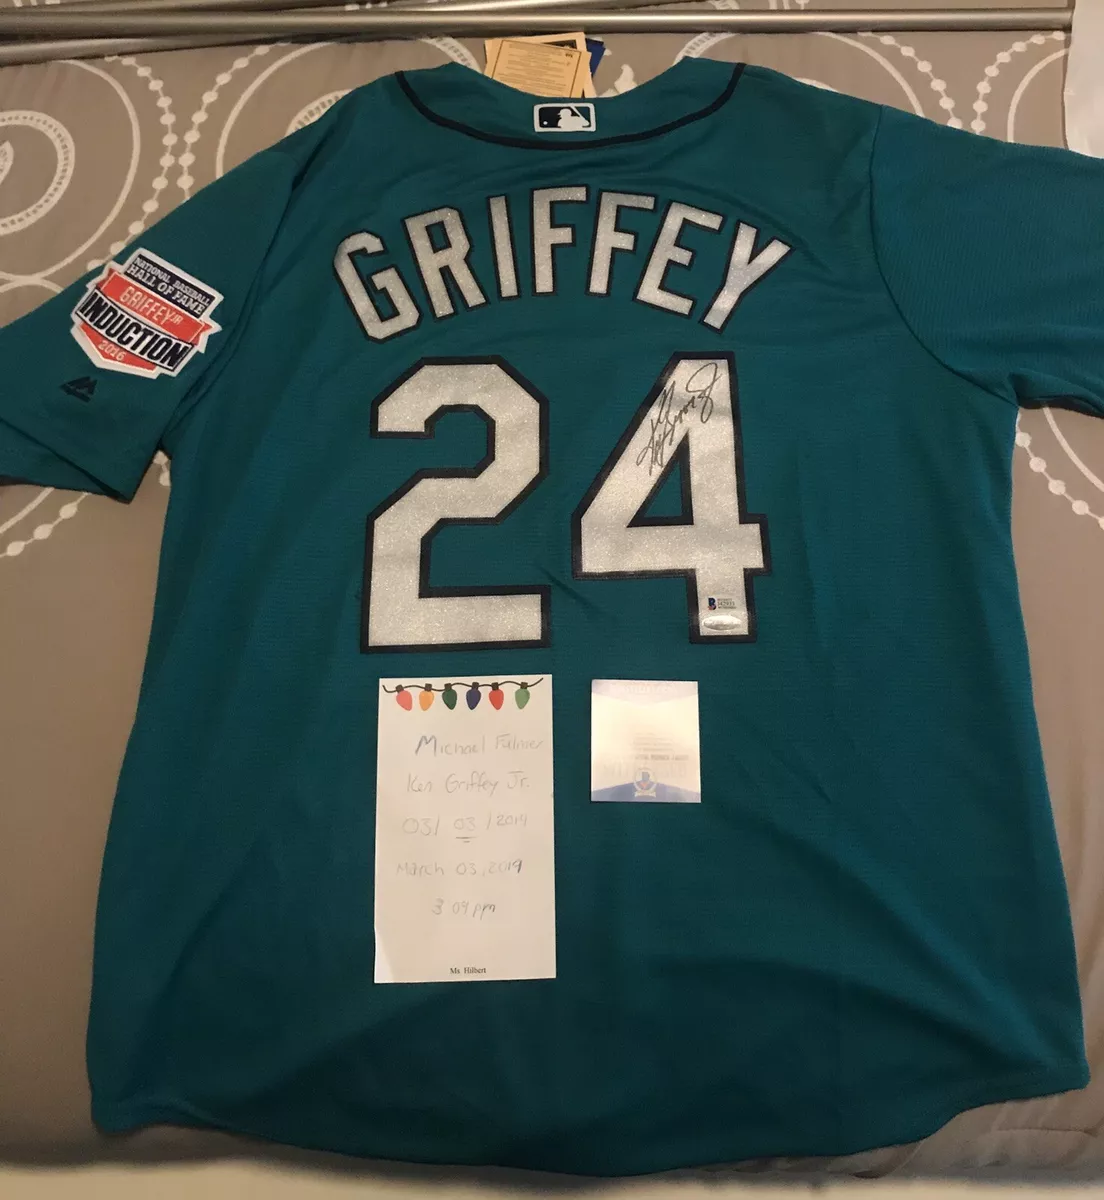 GRIFFEY
NATIONAL BASEBALL
HALL OF FAME
GRIFFEY JR
INDUCTION
2016
24
Michael Fulmer
Ken Griffey Jr.
03/ 03 / 2019
March 03, 2019
3 09 pm
Ms. Hilbert